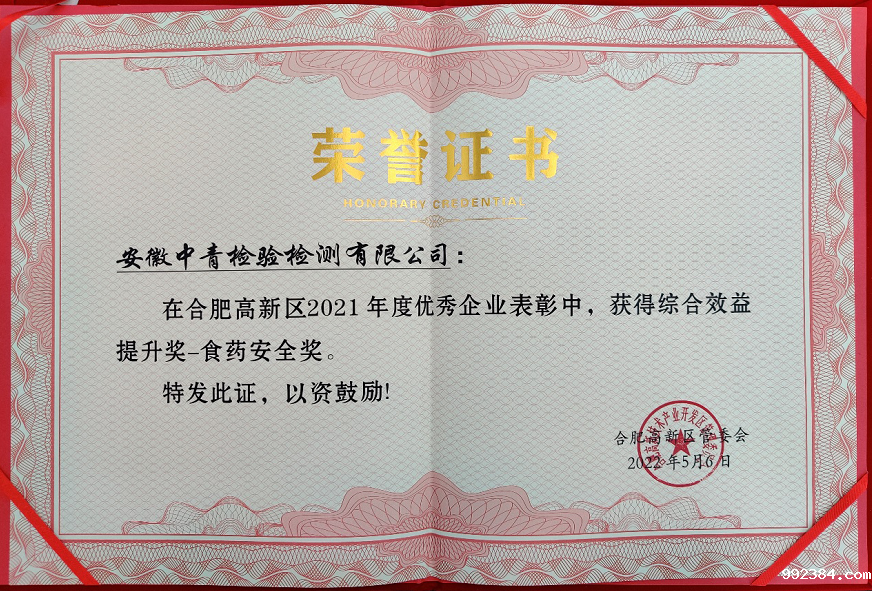 荣誉证书
HONORARY CREDENTIAL
安徽中青检验检测有限公司：
在合肥高新区2021年度优秀企业表彰中，获得综合效益
提升奖-食药安全奖。
特发此证，以资鼓励!
合肥高新区管委会
2022年5月6日
992384.com